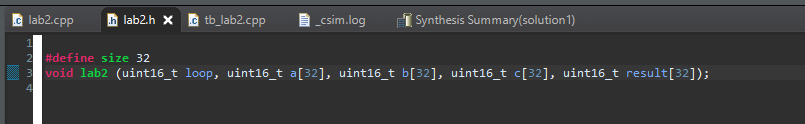 lab2.cpp lab2.h tb_lab2.cpp _csim.log Synthesis Summary(solution1)
1
2 #define size 32
3 void lab2 (uint16_t loop, uint16_t a[32], uint16_t b[32], uint16_t c[32], uint16_t result[32]);
4